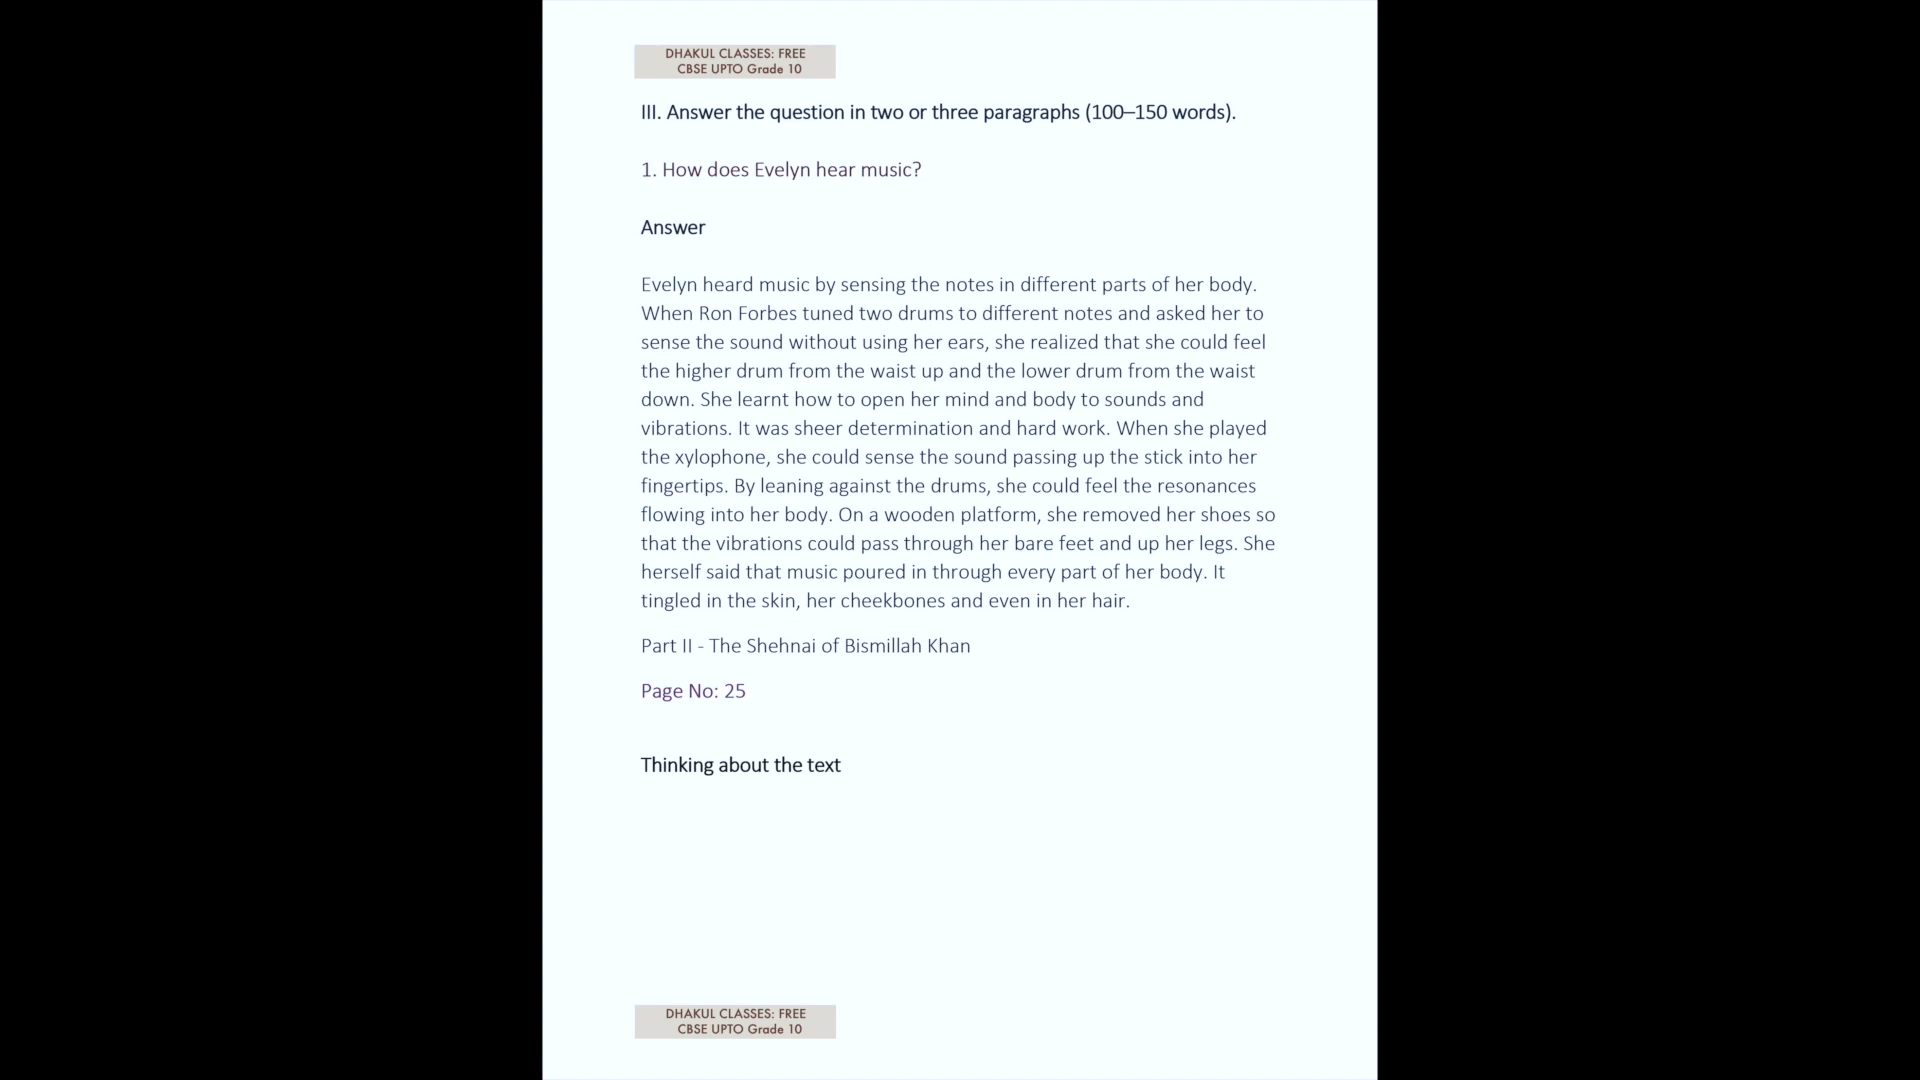 DHAKUL CLASSES: FREE
CBSE UPTO Grade 10
III. Answer the question in two or three paragraphs (100–150 words).
1. How does Evelyn hear music?
Answer
Evelyn heard music by sensing the notes in different parts of her body.
When Ron Forbes tuned two drums to different notes and asked her to
sense the sound without using her ears, she realized that she could feel
the higher drum from the waist up and the lower drum from the waist
down. She learnt how to open her mind and body to sounds and
vibrations. It was sheer determination and hard work. When she played
the xylophone, she could sense the sound passing up the stick into her
fingertips. By leaning against the drums, she could feel the resonances
flowing into her body. On a wooden platform, she removed her shoes so
that the vibrations could pass through her bare feet and up her legs. She
herself said that music poured in through every part of her body. It
tingled in the skin, her cheekbones and even in her hair.
Part II - The Shehnai of Bismillah Khan
Page No: 25
Thinking about the text
DHAKUL CLASSES: FREE
CBSE UPTO Grade 10